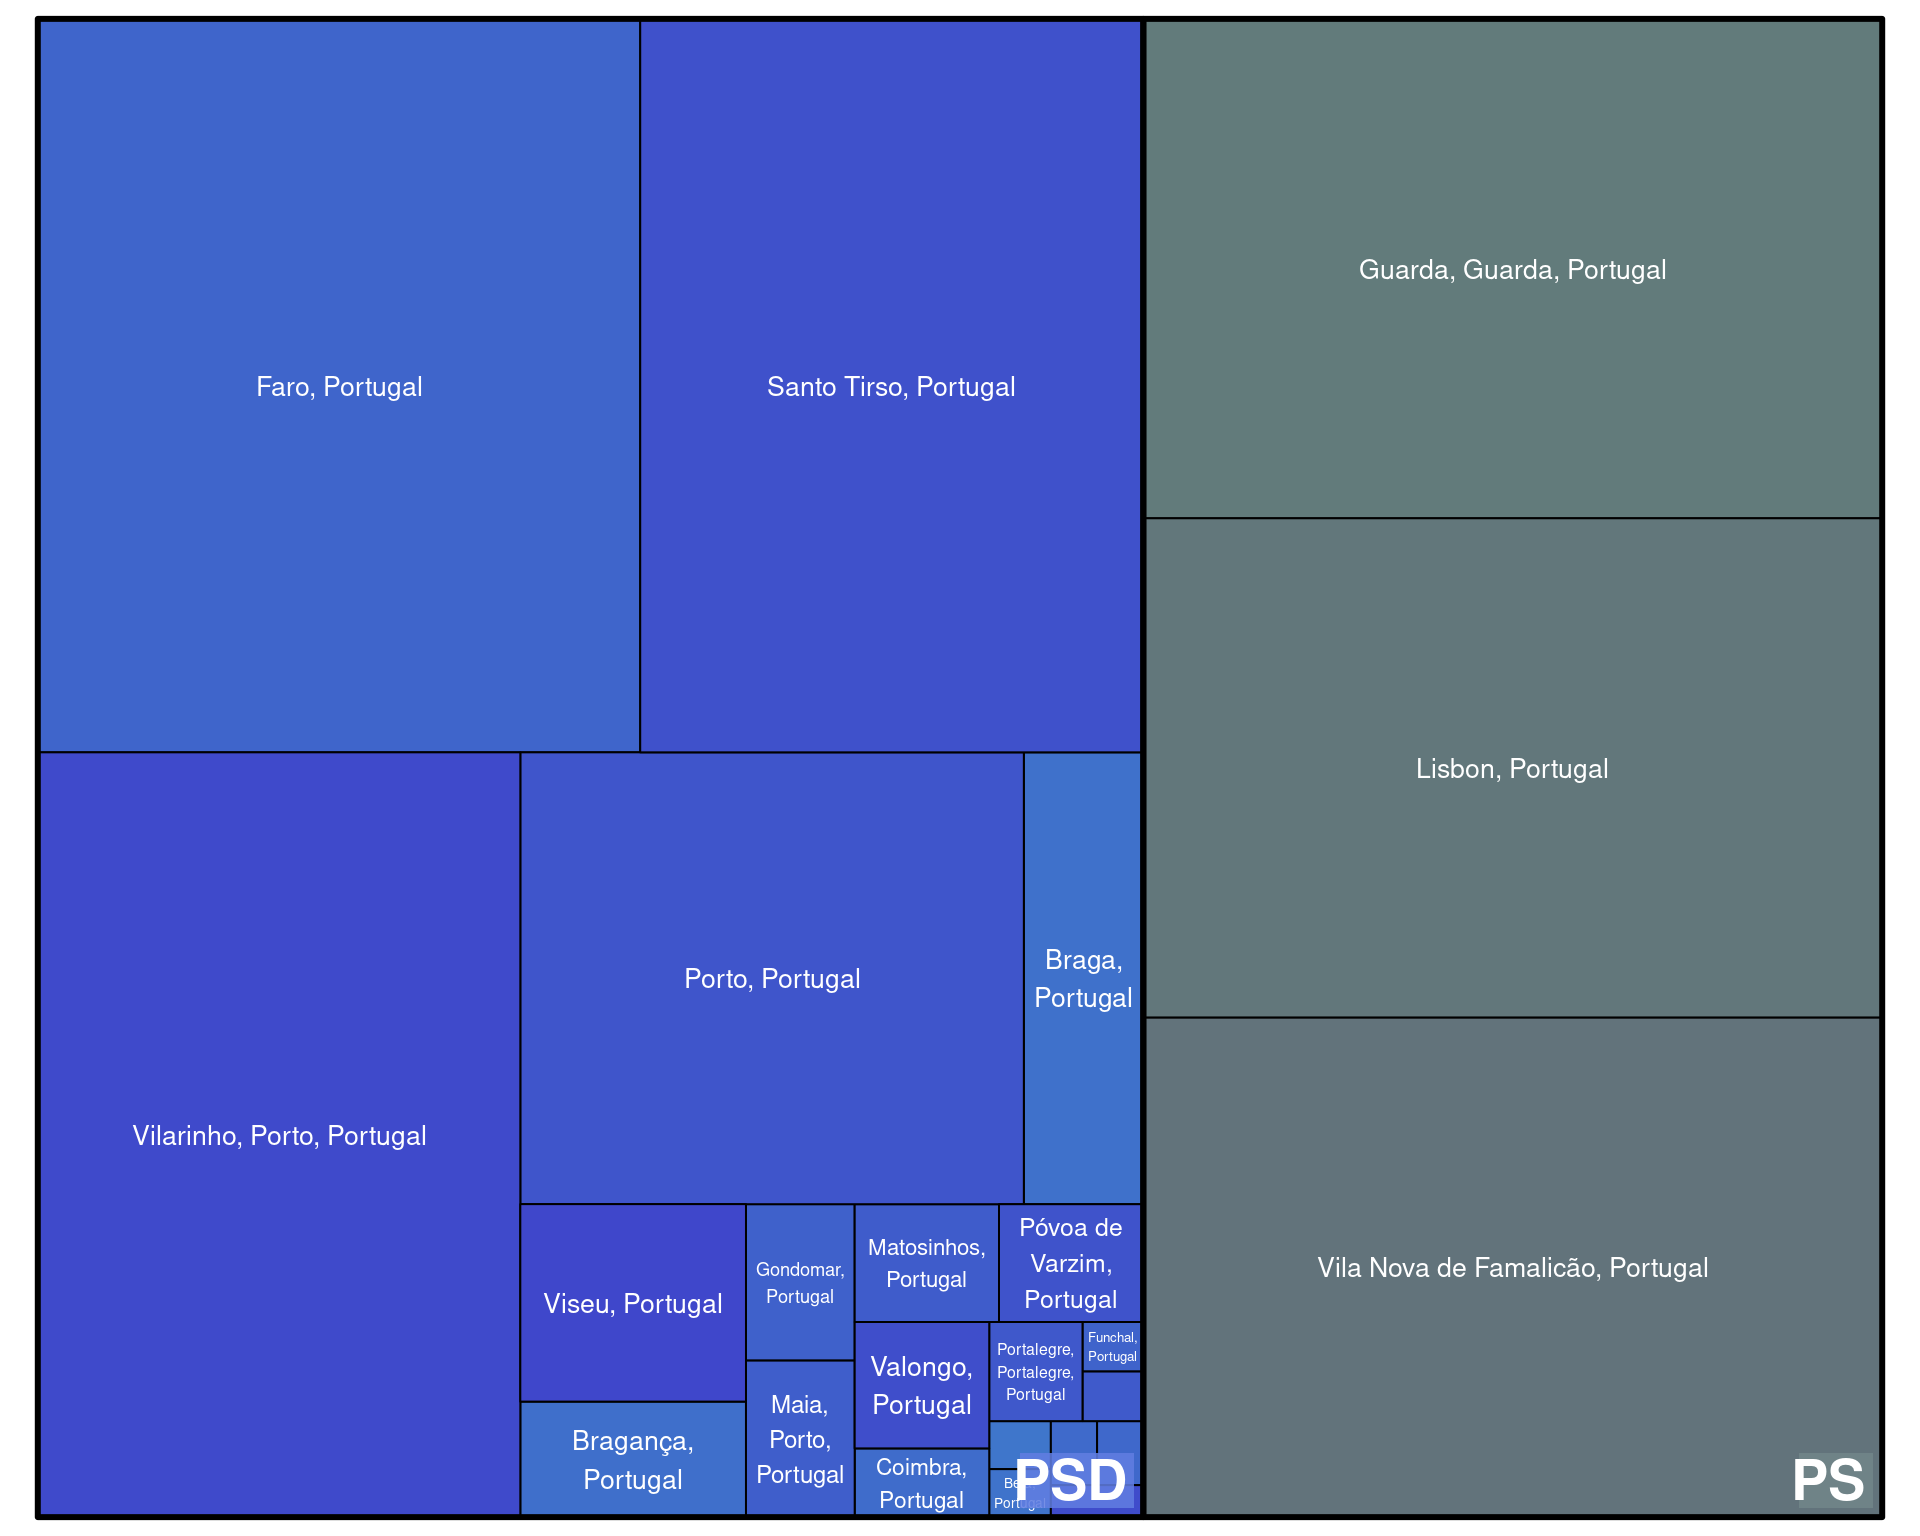 Faro, Portugal
Santo Tirso, Portugal
Guarda, Guarda, Portugal
Lisbon, Portugal
Vila Nova de Famalicão, Portugal
Vilarinho, Porto, Portugal
Porto, Portugal
Braga,
Portugal
Viseu, Portugal
Bragança,
Portugal
Gondomar,
Portugal
Maia,
Porto,
Portugal
Matosinhos,
Portugal
Póvoa de
Varzim,
Portugal
Valongo,
Portugal
Coimbra,
Portugal
Portalegre,
Portalegre,
Portugal
Funchal,
Portugal
Portugal
PSD
PS